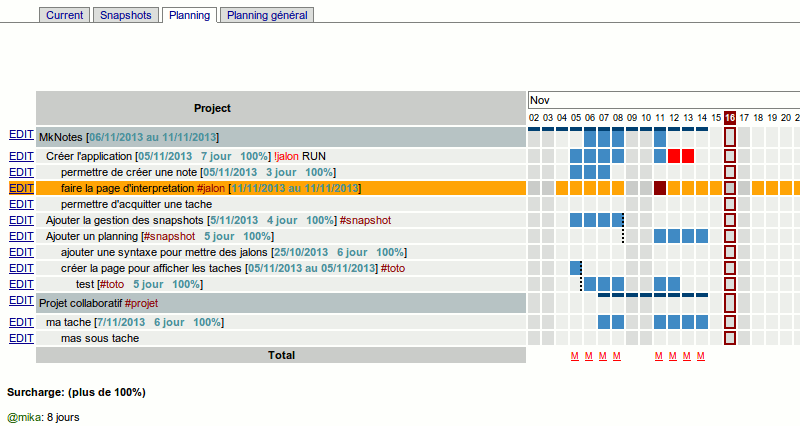 Current Snapshots Planning Planning général
Project Nov
02 03 04 05 06 07 08 09 10 11 12 13 14 15 16 17 18 19 20
EDIT MkNotes [06/11/2013 au 11/11/2013]
EDIT Créer l'application [05/11/2013 7 jour 100%] !jalon RUN
EDIT permettre de créer une note [05/11/2013 3 jour 100%]
EDIT faire la page d'interpretation #jalon [11/11/2013 au 11/11/2013]
EDIT permettre d'acquitter une tache
EDIT Ajouter la gestion des snapshots [5/11/2013 4 jour 100%] #snapshot
EDIT Ajouter un planning [#snapshot 5 jour 100%]
EDIT ajouter une syntaxe pour mettre des jalons [25/10/2013 6 jour 100%]
EDIT créer la page pour afficher les taches [05/11/2013 au 05/11/2013] #toto
EDIT test [#toto 5 jour 100%]
EDIT Projet collaboratif #projet
EDIT ma tache [7/11/2013 6 jour 100%]
EDIT mas sous tache
Total M M M M M M M M
Surcharge: (plus de 100%)
@mika: 8 jours